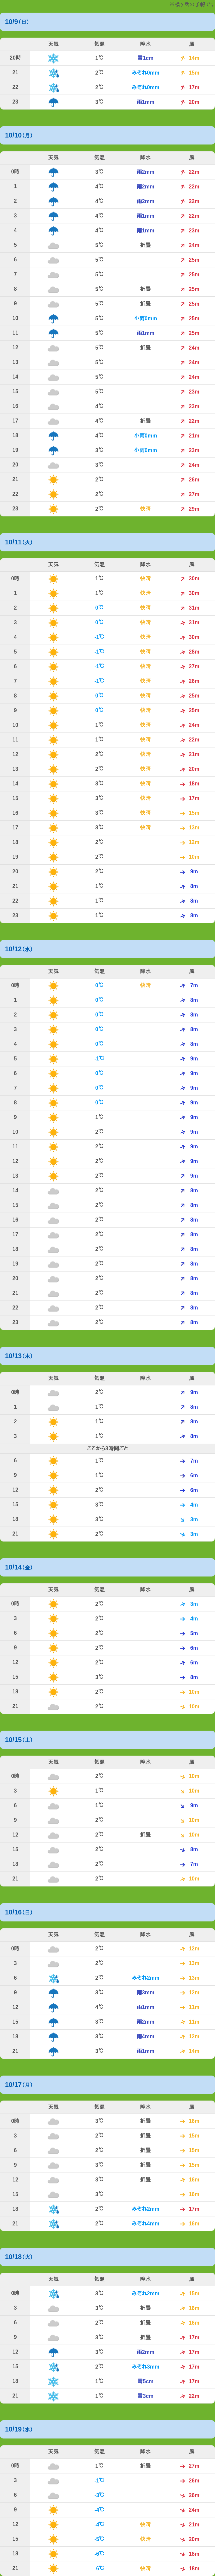 10/9(日)
天気 気温 降水 風
20時 1℃ 雪1cm 14m
21 2℃ みぞれ0mm 15m
22 2℃ みぞれ0mm 17m
23 3℃ 雨1mm 20m
10/10(月)
天気 気温 降水 風
0時 3℃ 雨2mm 22m
1 4℃ 雨2mm 22m
2 4℃ 雨2mm 22m
3 4℃ 雨1mm 22m
4 4℃ 雨1mm 23m
5 5℃ 折曇 24m
6 5℃ 25m
7 5℃ 25m
8 5℃ 折曇 25m
9 5℃ 折曇 25m
10 5℃ 小雨0mm 25m
11 5℃ 雨1mm 25m
12 5℃ 折曇 24m
13 5℃ 24m
14 5℃ 24m
15 5℃ 23m
16 4℃ 23m
17 4℃ 折曇 22m
18 4℃ 小雨0mm 21m
19 3℃ 小雨0mm 23m
20 3℃ 24m
21 2℃ 26m
22 2℃ 27m
23 2℃ 快晴 29m
10/11(火)
天気 気温 降水 風
0時 1℃ 快晴 30m
1 1℃ 快晴 30m
2 0℃ 快晴 31m
3 0℃ 快晴 31m
4 -1℃ 快晴 30m
5 -1℃ 快晴 28m
6 -1℃ 快晴 27m
7 -1℃ 快晴 26m
8 0℃ 快晴 25m
9 0℃ 快晴 25m
10 1℃ 快晴 24m
11 1℃ 快晴 22m
12 2℃ 快晴 21m
13 2℃ 快晴 20m
14 3℃ 快晴 18m
15 3℃ 快晴 17m
16 3℃ 快晴 15m
17 3℃ 快晴 13m
18 2℃ 12m
19 2℃ 10m
20 2℃ 9m
21 1℃ 8m
22 1℃ 8m
23 1℃ 8m
10/12(水)
天気 気温 降水 風
0時 0℃ 快晴 7m
1 0℃ 8m
2 0℃ 8m
3 0℃ 8m
4 0℃ 8m
5 -1℃ 9m
6 0℃ 9m
7 0℃ 9m
8 0℃ 9m
9 1℃ 9m
10 2℃ 9m
11 2℃ 9m
12 2℃ 9m
13 2℃ 9m
14 2℃ 8m
15 2℃ 8m
16 2℃ 8m
17 2℃ 8m
18 2℃ 8m
19 2℃ 8m
20 2℃ 8m
21 2℃ 8m
22 2℃ 8m
23 2℃ 8m
10/13(木)
天気 気温 降水 風
0時 2℃ 9m
1 2℃ 8m
2 1℃ 8m
3 1℃ 8m
ここから3時間ごと
6 1℃ 7m
9 1℃ 6m
12 2℃ 6m
15 3℃ 4m
18 3℃ 3m
21 2℃ 3m
10/14(金)
天気 気温 降水 風
0時 2℃ 3m
3 2℃ 4m
6 2℃ 5m
9 2℃ 6m
12 2℃ 6m
15 3℃ 8m
18 2℃ 10m
21 2℃ 10m
10/15(土)
天気 気温 降水 風
0時 2℃ 10m
3 1℃ 10m
6 1℃ 9m
9 2℃ 10m
12 2℃ 折曇 10m
15 2℃ 8m
18 2℃ 7m
21 2℃ 10m
10/16(日)
天気 気温 降水 風
0時 2℃ 12m
3 2℃ 13m
6 2℃ みぞれ2mm 13m
9 3℃ 雨3mm 12m
12 4℃ 雨1mm 11m
15 3℃ 雨2mm 11m
18 3℃ 雨4mm 12m
21 3℃ 雨1mm 14m
10/17(月)
天気 気温 降水 風
0時 3℃ 折曇 16m
3 2℃ 折曇 15m
6 2℃ 折曇 15m
9 3℃ 折曇 15m
12 3℃ 折曇 16m
15 3℃ 16m
18 2℃ みぞれ2mm 17m
21 2℃ みぞれ4mm 16m
10/18(火)
天気 気温 降水 風
0時 3℃ みぞれ2mm 15m
3 3℃ 折曇 16m
6 2℃ 折曇 16m
9 3℃ 折曇 17m
12 3℃ 雨2mm 17m
15 2℃ みぞれ3mm 17m
18 1℃ 雪5cm 17m
21 1℃ 雪3cm 22m
10/19(水)
天気 気温 降水 風
0時 1℃ 折曇 27m
3 -1℃ 26m
6 -3℃ 26m
9 -4℃ 24m
12 -4℃ 快晴 21m
15 -5℃ 快晴 20m
18 -6℃ 18m
21 -6℃ 快晴 18m